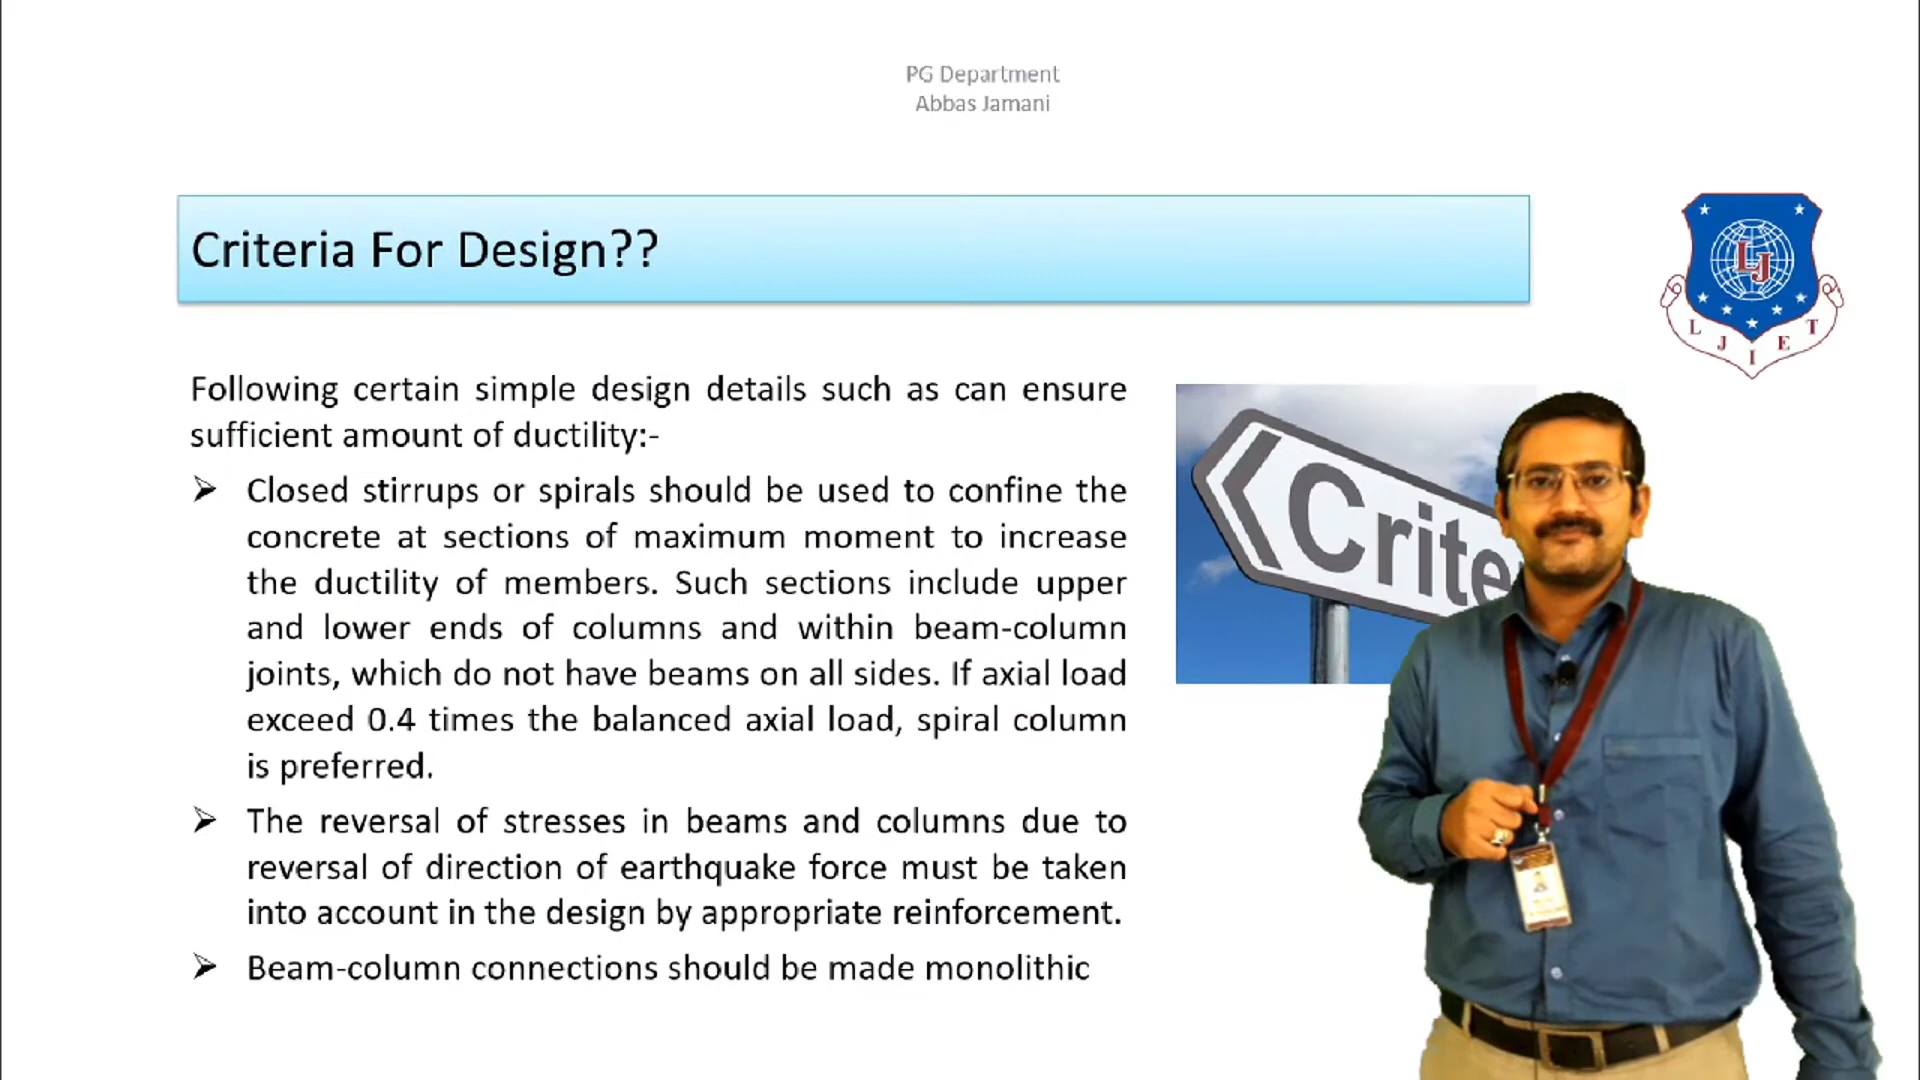 PG Department
Abbas Jamani
Criteria For Design??
LJ
L J I E T
Following certain simple design details such as can ensure
sufficient amount of ductility:-
Closed stirrups or spirals should be used to confine the
concrete at sections of maximum moment to increase
the ductility of members. Such sections include upper
and lower ends of columns and within beam-column
joints, which do not have beams on all sides. If axial load
exceed 0.4 times the balanced axial load, spiral column
is preferred.
The reversal of stresses in beams and columns due to
reversal of direction of earthquake force must be taken
into account in the design by appropriate reinforcement.
Beam-column connections should be made monolithic
Crite